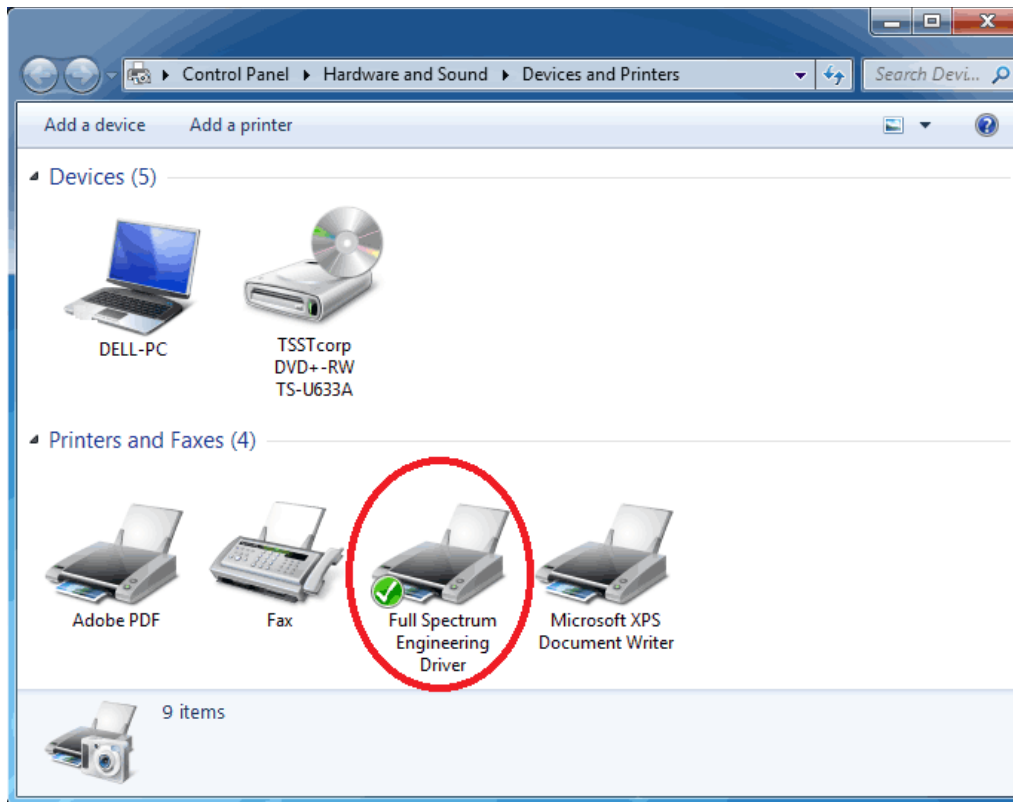 Control Panel ▸ Hardware and Sound ▸ Devices and Printers
Search Devi...
Add a device Add a printer
Devices (5)
DELL-PC
TSSTcorp
DVD+-RW
TS-U633A
Printers and Faxes (4)
Adobe PDF
Fax
Full Spectrum
Engineering
Driver
Microsoft XPS
Document Writer
9 items